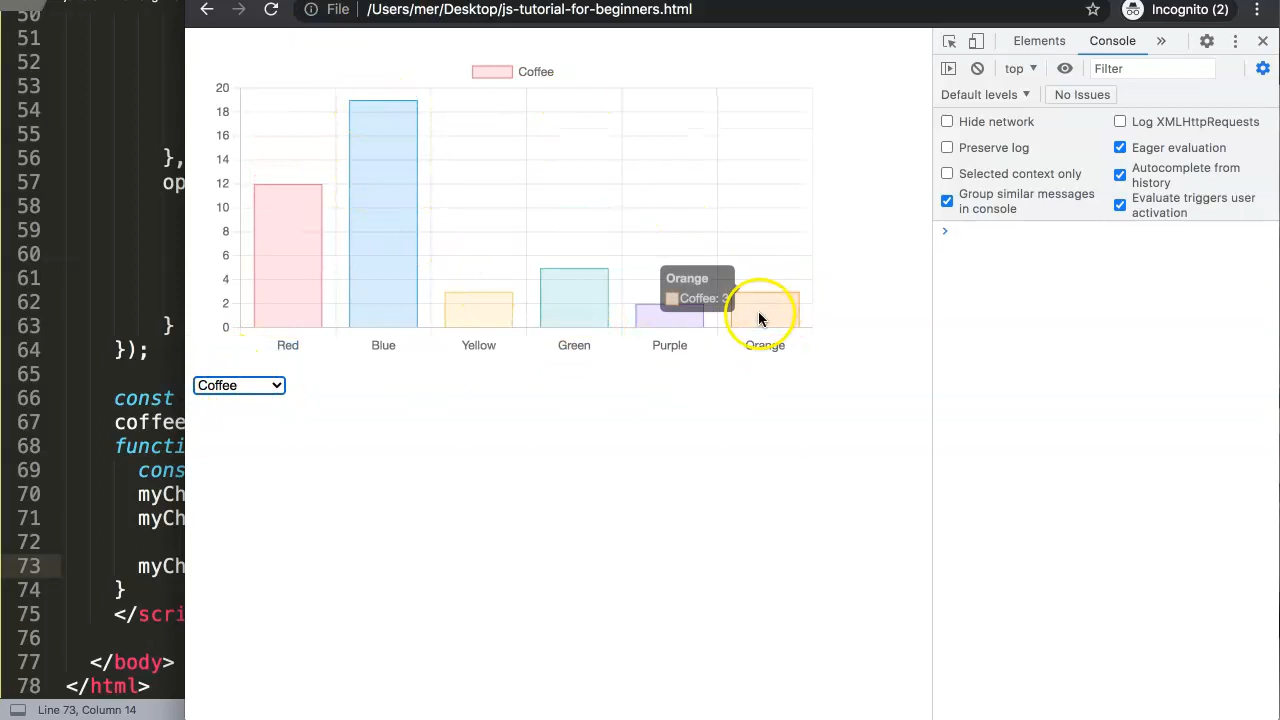 File /Users/mer/Desktop/js-tutorial-for-beginners.html Incognito (2)
Elements Console »
top Filter
Default levels No Issues
Hide network Log XMLHttpRequests
Preserve log Eager evaluation
Selected context only Autocomplete from history
Group similar messages in console Evaluate triggers user activation
>
Coffee
20
18
16
14
12
10
8
6
4
2
0
Orange
Coffee: 3
Red Blue Yellow Green Purple Orange
Coffee
50
51
52
53
54
55
56 },
57 op
58
59
60
61
62
63 }
64 });
65
66 const
67 coffee
68 functi
69 cons
70 myCh
71 myCh
72
73 myCh
74 }
75 </scri
76
77 </body>
78 </html>
Line 73, Column 14